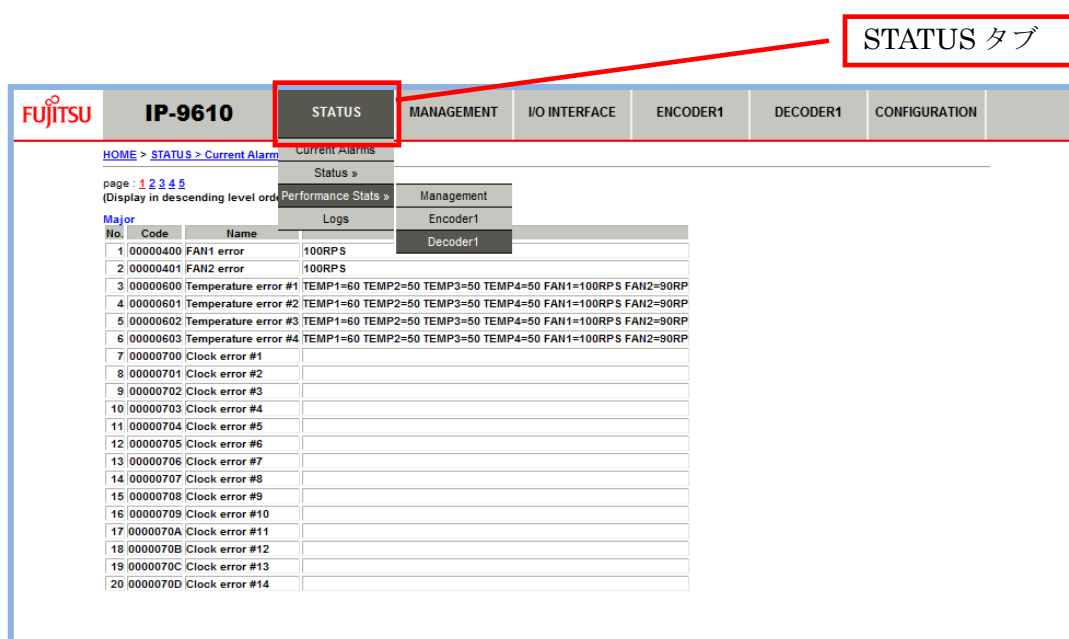 STATUS タブ
FUJITSU IP-9610 STATUS MANAGEMENT I/O INTERFACE ENCODER1 DECODER1 CONFIGURATION
HOME > STATUS > Current Alarm
Current Alarms
Status »
Performance Stats »
Logs
Management
Encoder1
Decoder1
page : 1 2 3 4 5
(Display in descending level orde
Major
No. Code Name
1 00000400 FAN1 error 100RPS
2 00000401 FAN2 error 100RPS
3 00000600 Temperature error #1 TEMP1=60 TEMP2=50 TEMP3=50 TEMP4=50 FAN1=100RPS FAN2=90RP
4 00000601 Temperature error #2 TEMP1=60 TEMP2=50 TEMP3=50 TEMP4=50 FAN1=100RPS FAN2=90RP
5 00000602 Temperature error #3 TEMP1=60 TEMP2=50 TEMP3=50 TEMP4=50 FAN1=100RPS FAN2=90RP
6 00000603 Temperature error #4 TEMP1=60 TEMP2=50 TEMP3=50 TEMP4=50 FAN1=100RPS FAN2=90RP
7 00000700 Clock error #1
8 00000701 Clock error #2
9 00000702 Clock error #3
10 00000703 Clock error #4
11 00000704 Clock error #5
12 00000705 Clock error #6
13 00000706 Clock error #7
14 00000707 Clock error #8
15 00000708 Clock error #9
16 00000709 Clock error #10
17 0000070A Clock error #11
18 0000070B Clock error #12
19 0000070C Clock error #13
20 0000070D Clock error #14